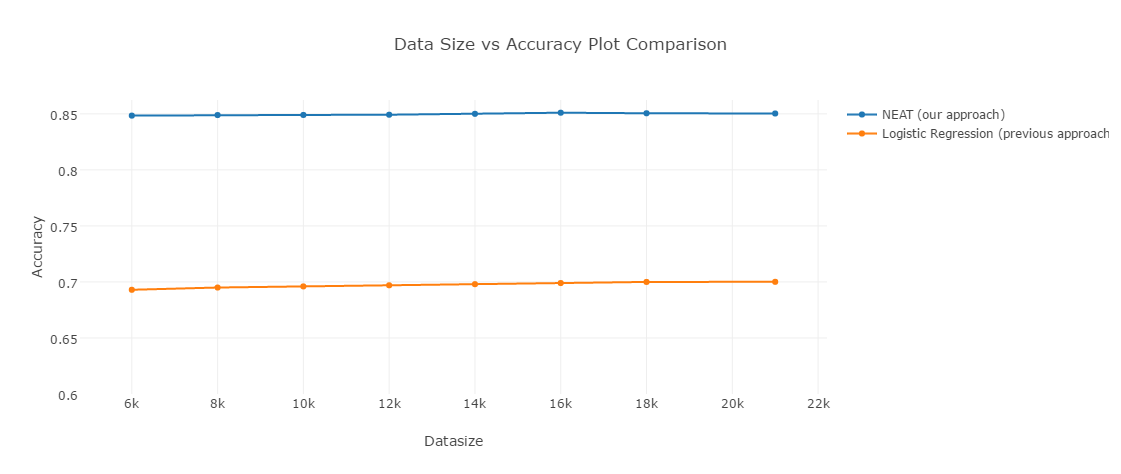 Data Size vs Accuracy Plot Comparison
0.85
0.8
0.75
0.7
0.65
0.6
Accuracy
6k 8k 10k 12k 14k 16k 18k 20k 22k
Datasize
NEAT (our approach)
Logistic Regression (previous approach